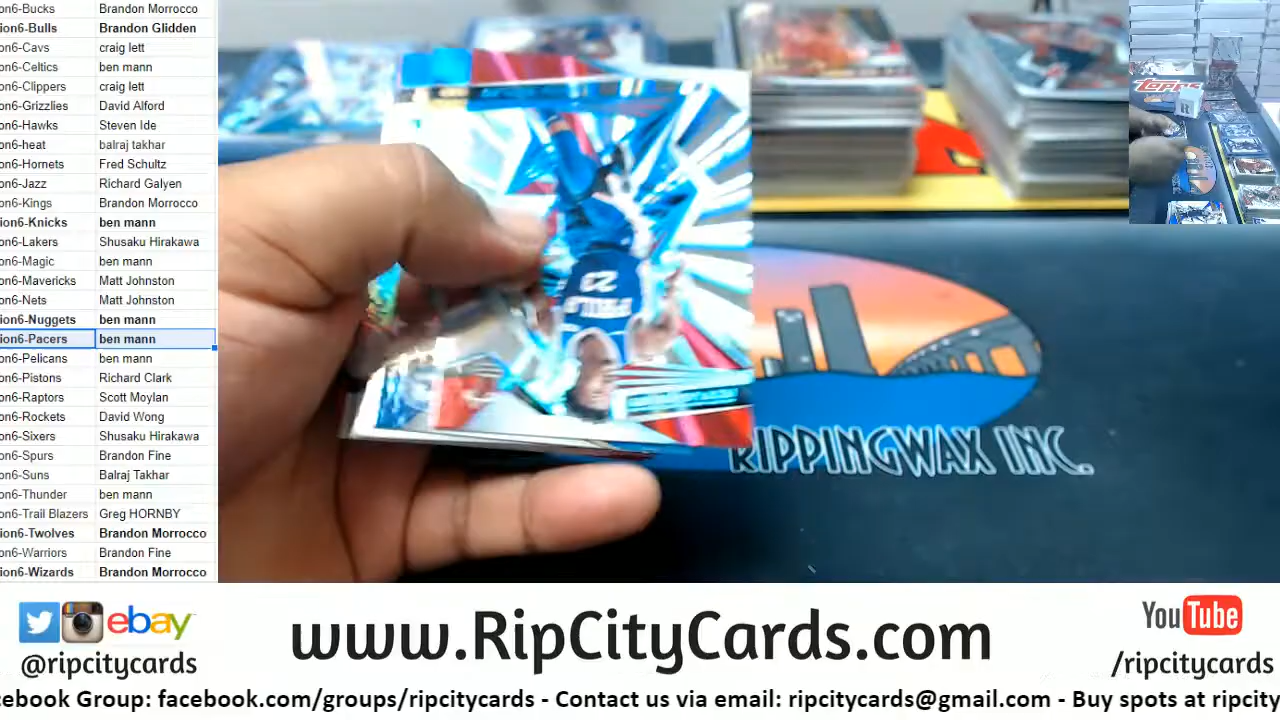 on6-Bucks Brandon Morrocco
ion6-Bulls Brandon Glidden
on6-Cavs craig lett
on6-Celtics ben mann
on6-Clippers craig lett
on6-Grizzlies David Alford
on6-Hawks Steven Ide
on6-heat balraj takhar
on6-Hornets Fred Schultz
on6-Jazz Richard Galyen
on6-Kings Brandon Morrocco
ion6-Knicks ben mann
on6-Lakers Shusaku Hirakawa
on6-Magic ben mann
on6-Mavericks Matt Johnston
on6-Nets Matt Johnston
ion6-Nuggets ben mann
ion6-Pacers ben mann
on6-Pelicans ben mann
on6-Pistons Richard Clark
on6-Raptors Scott Moylan
on6-Rockets David Wong
on6-Sixers Shusaku Hirakawa
on6-Spurs Brandon Fine
on6-Suns Balraj Takhar
on6-Thunder ben mann
on6-Trail Blazers Greg HORNBY
ion6-Twolves Brandon Morrocco
on6-Warriors Brandon Fine
ion6-Wizards Brandon Morrocco
Topps
22
RIPPINGWAX INC.
ebay
@ripcitycards
www.RipCityCards.com
YouTube
/ripcitycards
cebook Group: facebook.com/groups/ripcitycards - Contact us via email: ripcitycards@gmail.com - Buy spots at ripcity